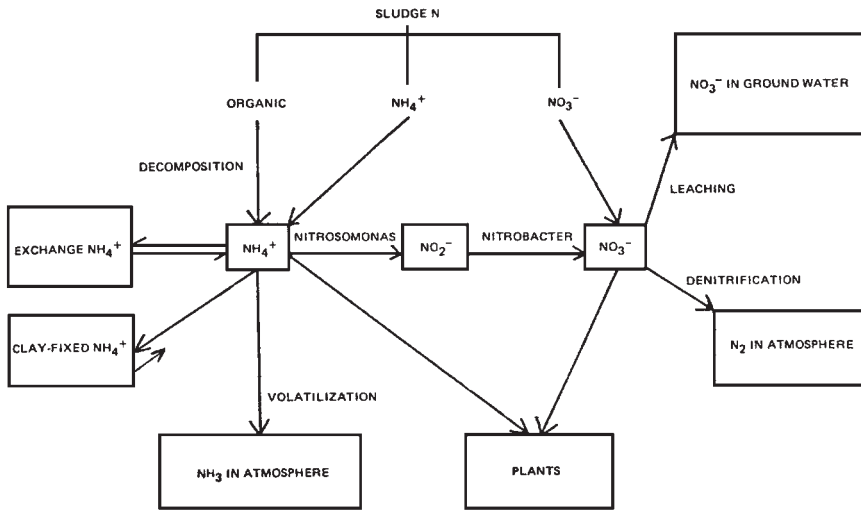 SLUDGE N
ORGANIC
NH₄⁺
NO₃⁻
NO₃⁻ IN GROUND WATER
DECOMPOSITION
LEACHING
EXCHANGE NH₄⁺
NH₄⁺
NITROSOMONAS
NO₂⁻
NITROBACTER
NO₃⁻
DENITRIFICATION
CLAY-FIXED NH₄⁺
N₂ IN ATMOSPHERE
VOLATILIZATION
NH₃ IN ATMOSPHERE
PLANTS